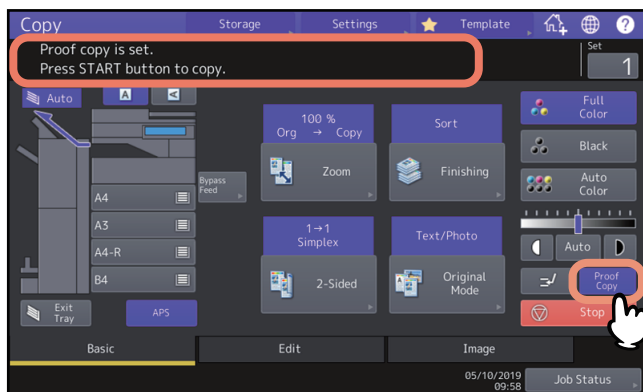 Copy
Storage
Settings
Template
?
Proof copy is set.
Press START button to copy.
Set
1
Auto
A
A
A4
A3
A4-R
B4
Bypass
Feed
Exit
Tray
APS
100 %
Org → Copy
Zoom
Sort
Finishing
1→1
Simplex
2-Sided
Text/Photo
Original
Mode
Full
Color
Black
Auto
Color
Auto
Proof
Copy
Stop
Basic
Edit
Image
05/10/2019
09:58
Job Status